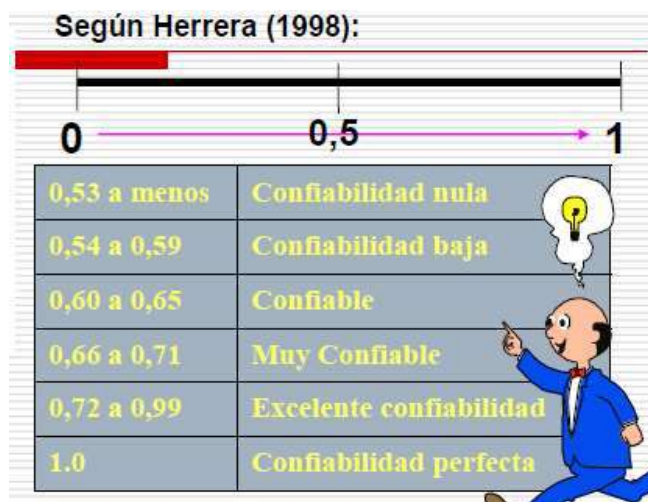 Según Herrera (1998):
0 0,5 1
0,53 a menos Confiabilidad nula
0,54 a 0,59 Confiabilidad baja
0,60 a 0,65 Confiable
0,66 a 0,71 Muy Confiable
0,72 a 0,99 Excelente confiabilidad
1.0 Confiabilidad perfecta